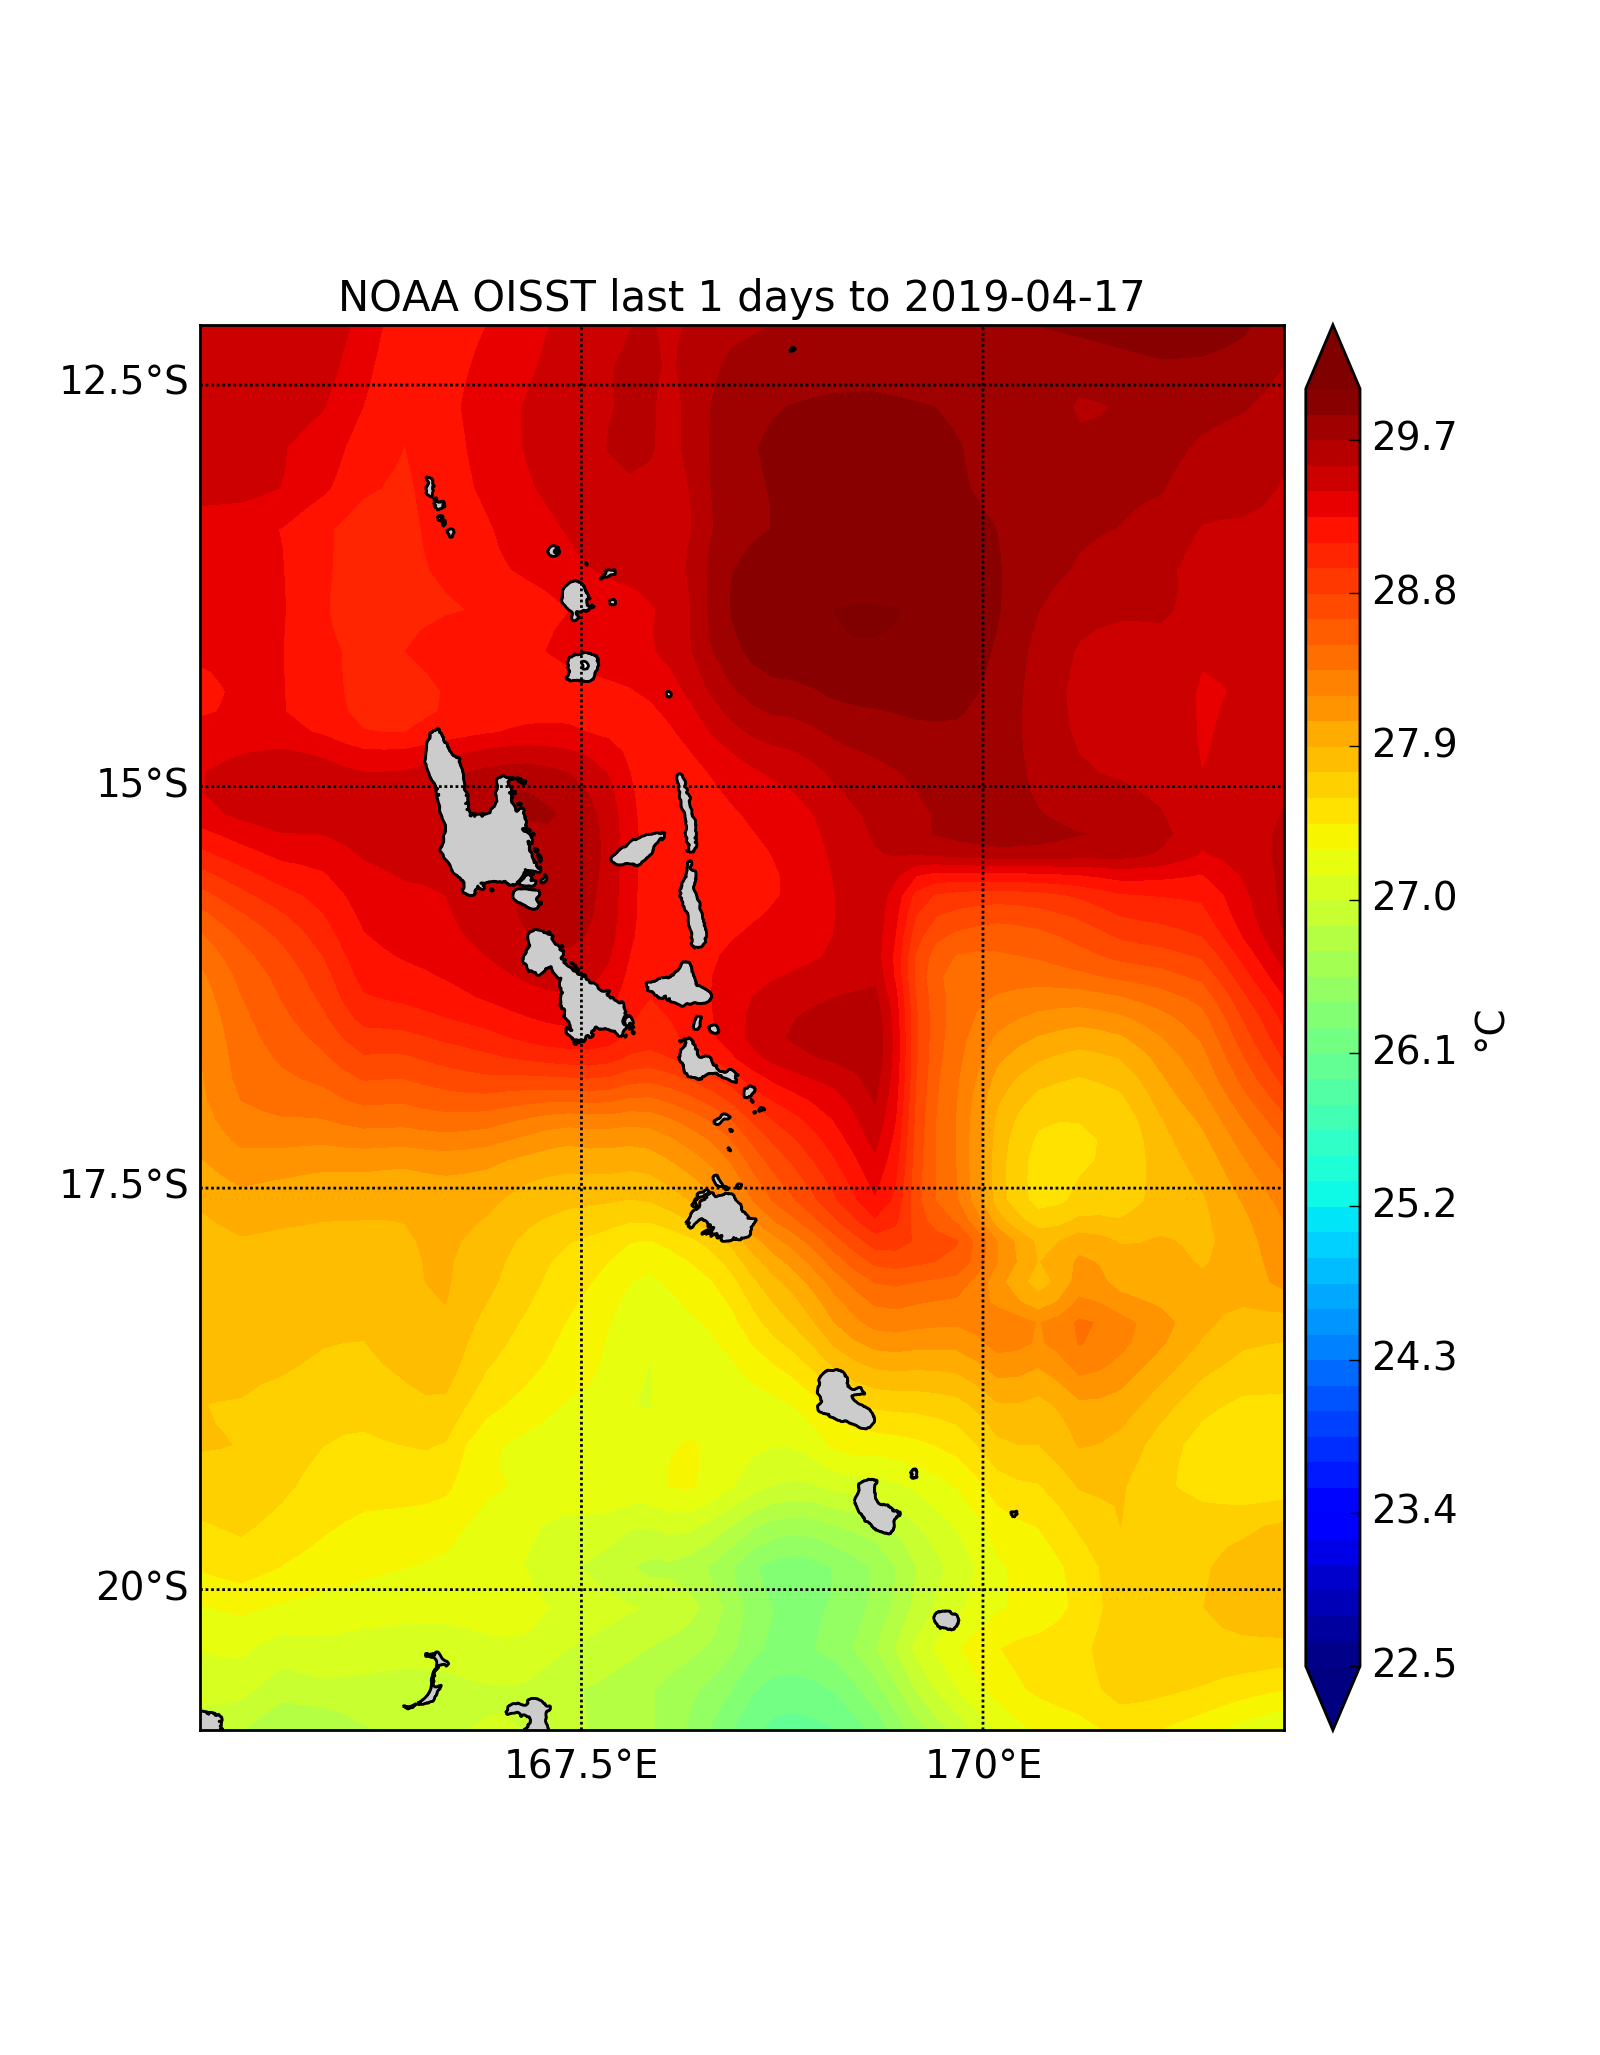 NOAA OISST last 1 days to 2019-04-17
12.5°S
15°S
17.5°S
20°S
167.5°E
170°E
29.7
28.8
27.9
27.0
26.1
25.2
24.3
23.4
22.5
°C